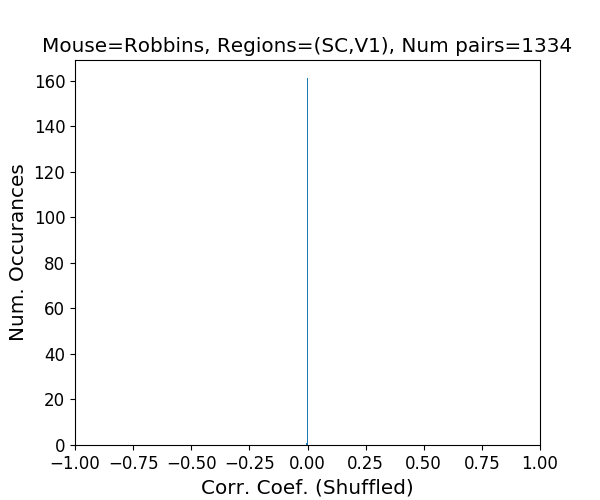 Mouse=Robbins, Regions=(SC,V1), Num pairs=1334
160
140
120
100
80
60
40
20
0
Num. Occurances
−1.00 −0.75 −0.50 −0.25 0.00 0.25 0.50 0.75 1.00
Corr. Coef. (Shuffled)